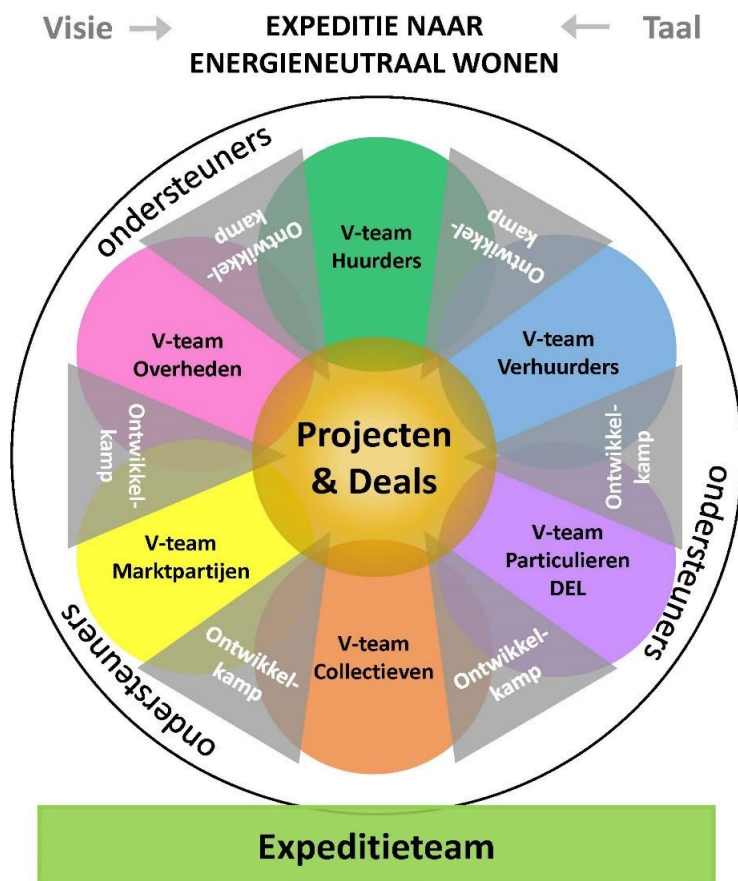 Visie
EXPEDITIE NAAR
ENERGIENEUTRAAL WONEN
Taal
ondersteuners
Ontwikkel-
kamp
V-team
Huurders
Ontwikkel-
kamp
V-team
Overheden
V-team
Verhuurders
Ontwikkel-
kamp
Projecten
& Deals
Ontwikkel-
kamp
ondersteuners
V-team
Marktpartijen
V-team
Particulieren
DEL
ondersteuners
Ontwikkel-
kamp
V-team
Collectieven
Ontwikkel-
kamp
Expeditieteam